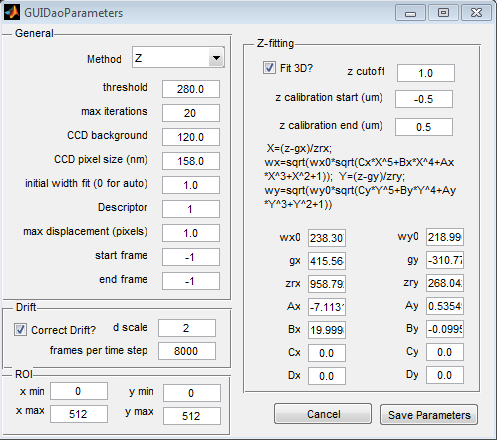 GUIDaoParameters
General
Method Z
threshold 280.0
max iterations 20
CCD background 120.0
CCD pixel size (nm) 158.0
initial width fit (0 for auto) 1.0
Descriptor 1
max displacement (pixels) 1.0
start frame -1
end frame -1
Drift
Correct Drift? d scale 2
frames per time step 8000
ROI
x min 0 y min 0
x max 512 y max 512
Z-fitting
Fit 3D? z cutoff 1.0
z calibration start (um) -0.5
z calibration end (um) 0.5
X=(z-gx)/zrx;
wx=sqrt(wx0*sqrt(Cx*X^5+Bx*X^4+Ax
*X^3+X^2+1)); Y=(z-gy)/zry;
wy=sqrt(wy0*sqrt(Cy*Y^5+By*Y^4+Ay
*Y^3+Y^2+1))
wx0 238.30 wy0 218.99
gx 415.56 gy -310.77
zrx 958.79 zry 268.04
Ax -7.113 Ay 0.5354
Bx 19.999 By -0.099
Cx 0.0 Cy 0.0
Dx 0.0 Dy 0.0
Cancel Save Parameters